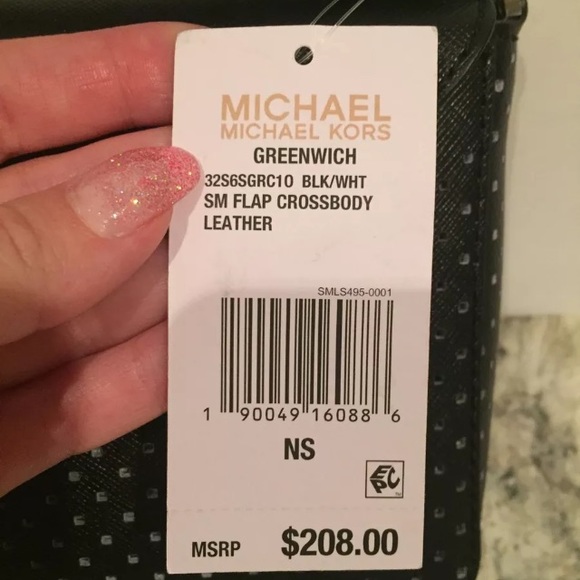 MICHAEL
MICHAEL KORS
GREENWICH
32S6SGRC10 BLK/WHT
SM FLAP CROSSBODY
LEATHER
SMLS495-0001
1 90049 16088 6
NS
EPC
MSRP $208.00